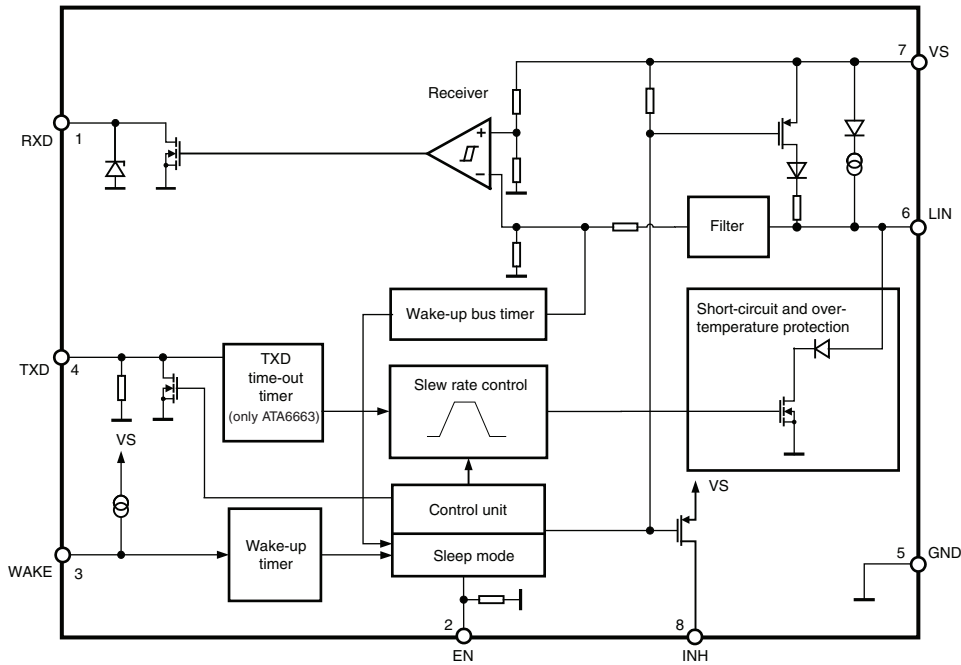 7
VS
Receiver
RXD
1
+
−
6
LIN
Filter
Short-circuit and over-
temperature protection
Wake-up bus timer
TXD
4
TXD
time-out
timer
(only ATA6663)
Slew rate control
VS
VS
Control unit
Sleep mode
Wake-up
timer
WAKE
3
5
GND
2
EN
8
INH